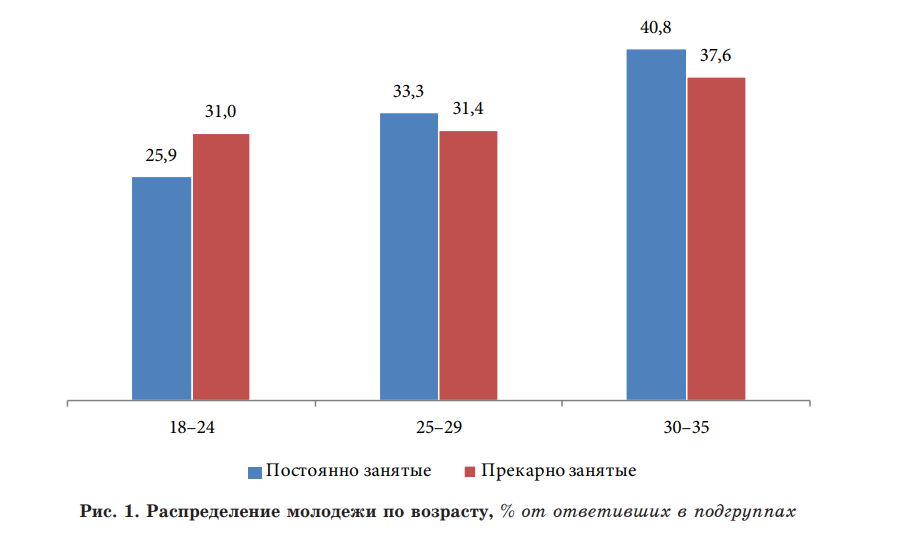 40,8
37,6
33,3
31,4
31,0
25,9
18–24 25–29 30–35
Постоянно занятые Прекарно занятые
Рис. 1. Распределение молодежи по возрасту, % от ответивших в подгруппах